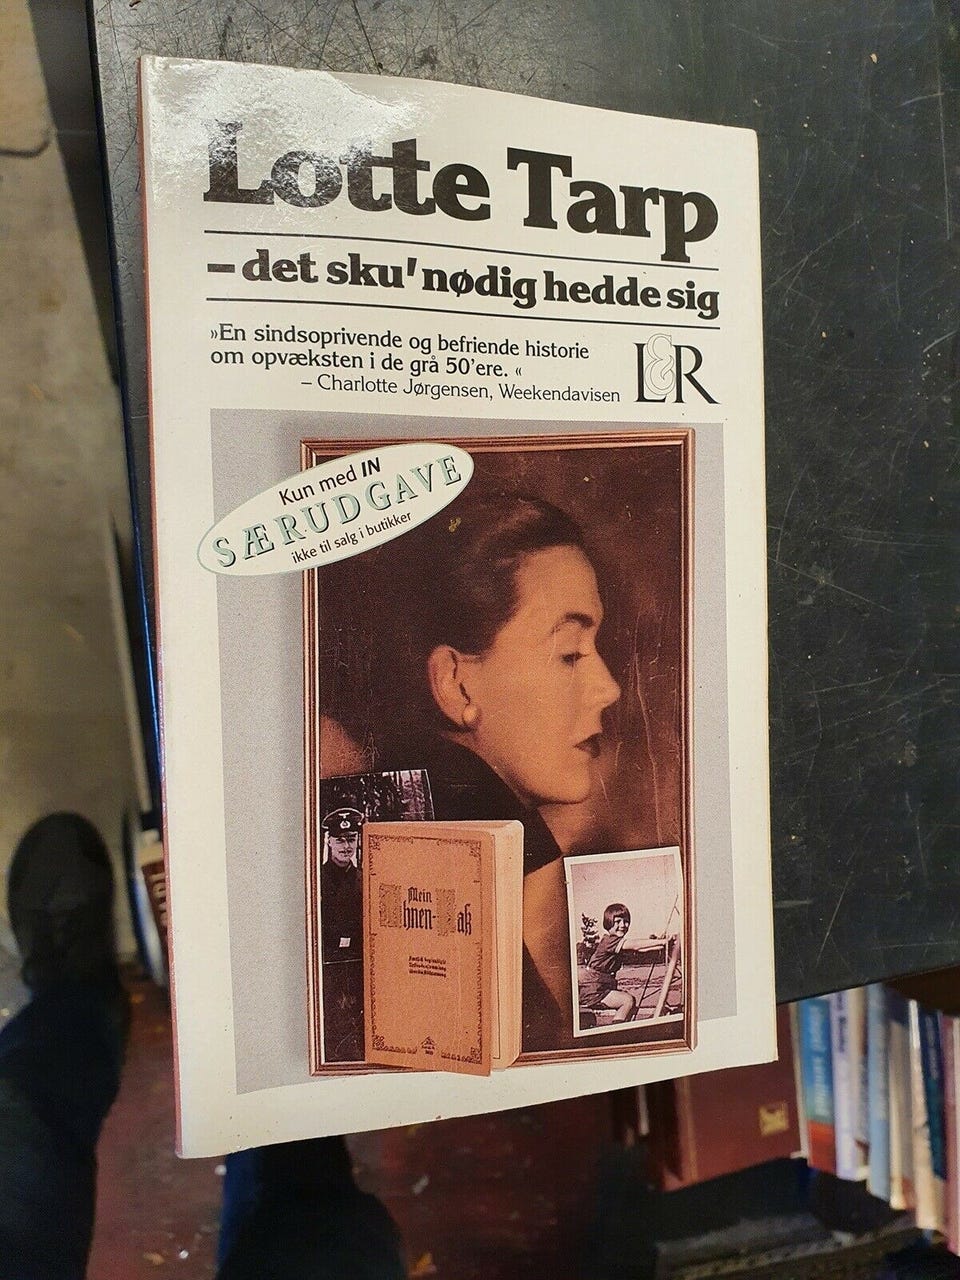 Lotte Tarp
– det sku' nødig hedde sig
»En sindsoprivende og befriende historie
om opvæksten i de grå 50'ere. «
– Charlotte Jørgensen, Weekendavisen
L&R
Kun med IN
SÆRUDGAVE
ikke til salg i butikker
Mein
Ahnen-Paß